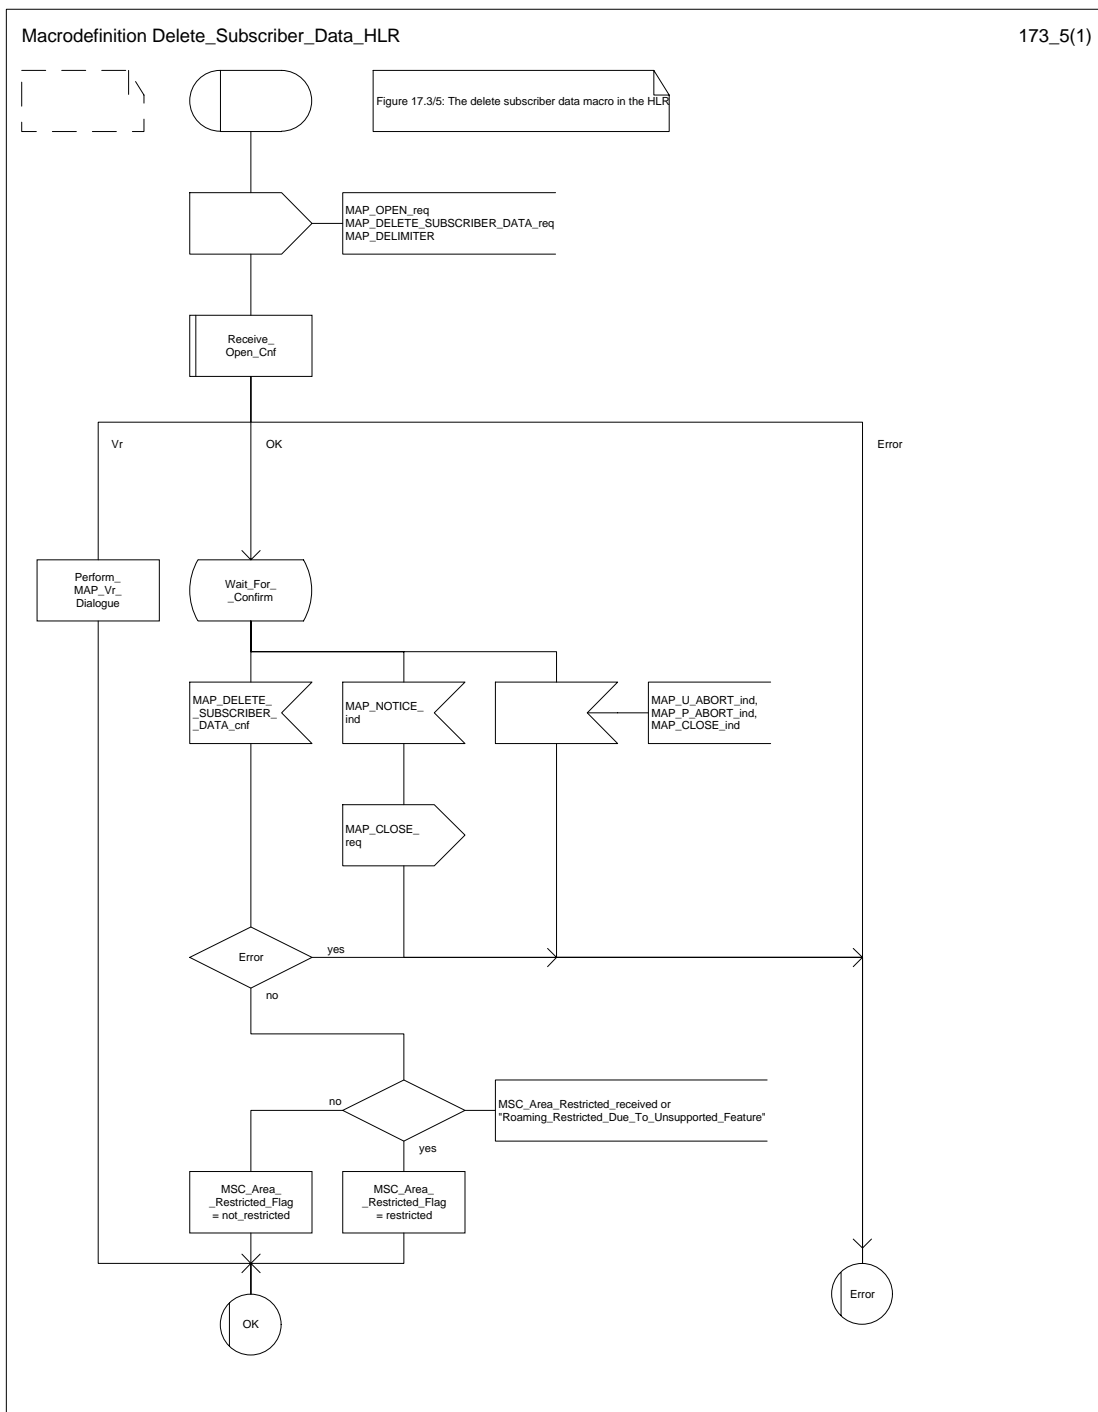 Macrodefinition Delete_Subscriber_Data_HLR
173_5(1)
Figure 17.3/5: The delete subscriber data macro in the HLR
MAP_OPEN_req
MAP_DELETE_SUBSCRIBER_DATA_req
MAP_DELIMITER
Receive_
Open_Cnf
Vr
OK
Error
Perform_
MAP_Vr_
Dialogue
Wait_For_
_Confirm
MAP_DELETE_
_SUBSCRIBER_
_DATA_cnf
MAP_NOTICE_
ind
MAP_U_ABORT_ind,
MAP_P_ABORT_ind,
MAP_CLOSE_ind
MAP_CLOSE_
req
Error
yes
no
no
MSC_Area_Restricted_received or
"Roaming_Restricted_Due_To_Unsupported_Feature"
yes
MSC_Area_
_Restricted_Flag
= not_restricted
MSC_Area_
_Restricted_Flag
= restricted
Error
OK